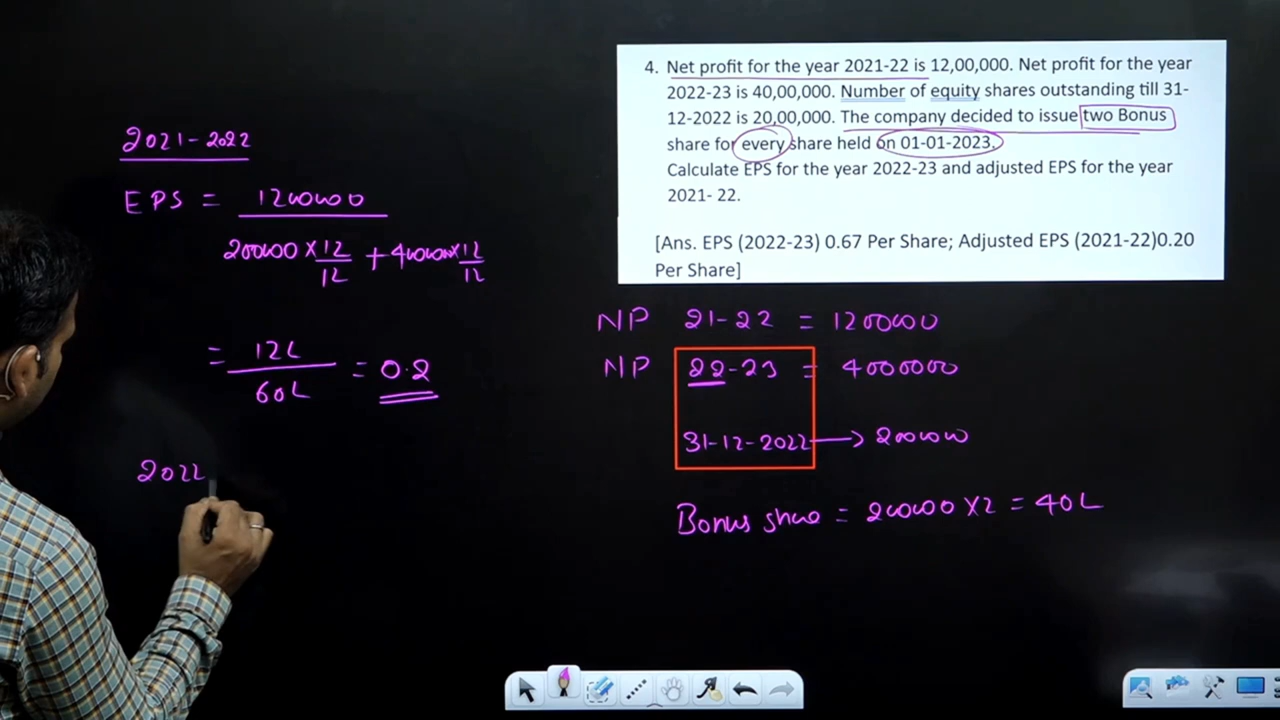 4. Net profit for the year 2021-22 is 12,00,000. Net profit for the year
2022-23 is 40,00,000. Number of equity shares outstanding till 31-
12-2022 is 20,00,000. The company decided to issue two Bonus
share for every share held on 01-01-2023.
Calculate EPS for the year 2022-23 and adjusted EPS for the year
2021- 22.
[Ans. EPS (2022-23) 0.67 Per Share; Adjusted EPS (2021-22)0.20
Per Share]
2021-2022
EPS = 1200000
2000000 × 12/12 + 4000000 × 12/12
= 12L/60L = 0.2
2022
NP 21-22 = 1200000
NP 22-23 = 4000000
31-12-2022 → 2000000
Bonus share = 2000000 × 2 = 40L